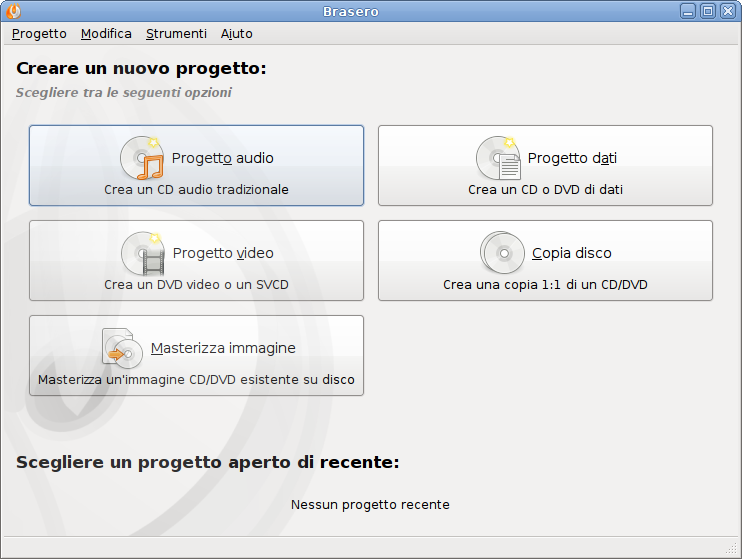 Brasero
Progetto Modifica Strumenti Aiuto
Creare un nuovo progetto:
Scegliere tra le seguenti opzioni
Progetto audio
Crea un CD audio tradizionale
Progetto dati
Crea un CD o DVD di dati
Progetto video
Crea un DVD video o un SVCD
Copia disco
Crea una copia 1:1 di un CD/DVD
Masterizza immagine
Masterizza un'immagine CD/DVD esistente su disco
Scegliere un progetto aperto di recente:
Nessun progetto recente